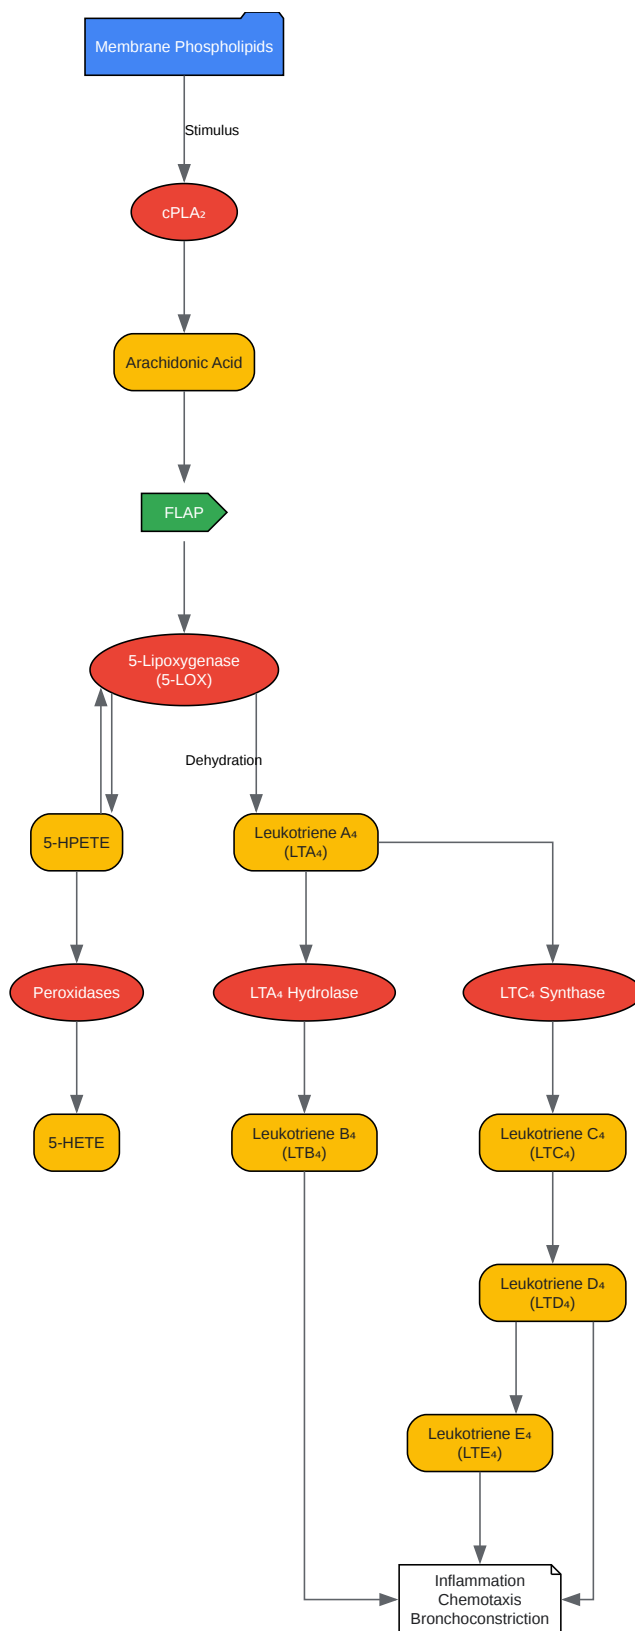 Membrane Phospholipids
Stimulus
cPLA₂
Arachidonic Acid
FLAP
5-Lipoxygenase
(5-LOX)
Dehydration
5-HPETE
Leukotriene A₄
(LTA₄)
Peroxidases
LTA₄ Hydrolase
LTC₄ Synthase
5-HETE
Leukotriene B₄
(LTB₄)
Leukotriene C₄
(LTC₄)
Leukotriene D₄
(LTD₄)
Leukotriene E₄
(LTE₄)
Inflammation
Chemotaxis
Bronchoconstriction